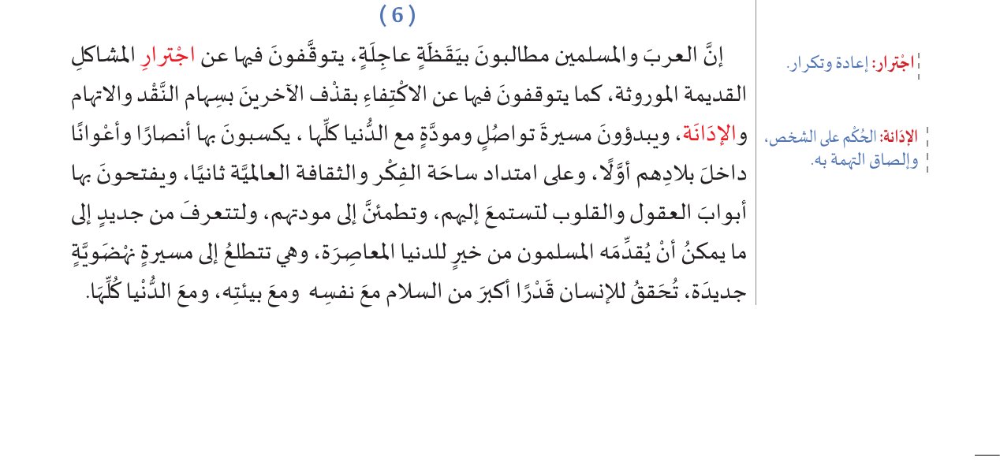 (6)
إنَّ العربَ والمسلمين مطالبونَ بيَقَظَةٍ عاجِلَةٍ، يتوقَّفونَ فيها عن اجْترارِ المشاكلِ
القديمة الموروثة، كما يتوقفونَ فيها عن الاكْتِفاءِ بقذْف الآخرينَ بسِهام النَّقْد والاتهام
والإدَانَة، ويبدؤونَ مسيرةَ تواصُلٍ ومودَّةٍ مع الدُّنيا كلِّها ، يكسبونَ بها أنصارًا وأعْوانًا
داخلَ بلادِهم أوَّلًا، وعلى امتداد ساحَة الفِكْر والثقافة العالميَّة ثانيًا، ويفتحونَ بها
أبوابَ العقول والقلوب لتستمعَ إليهم، وتطمئنَّ إلى مودتهم، ولتتعرفَ من جديدٍ إلى
ما يمكنُ أنْ يُقدِّمَه المسلمون من خيرٍ للدنيا المعاصِرَة، وهي تتطلعُ إلى مسيرةٍ نهْضَويَّةٍ
جديدَة، تُحَققُ للإنسان قَدْرًا أكبرَ من السلام معَ نفسِه ومعَ بيئتِه، ومعَ الدُّنْيا كُلِّهَا.
اجْترار: إعادة وتكرار.
الإدَانة: الحُكْم على الشخص،
وإلصاق التهمة به.